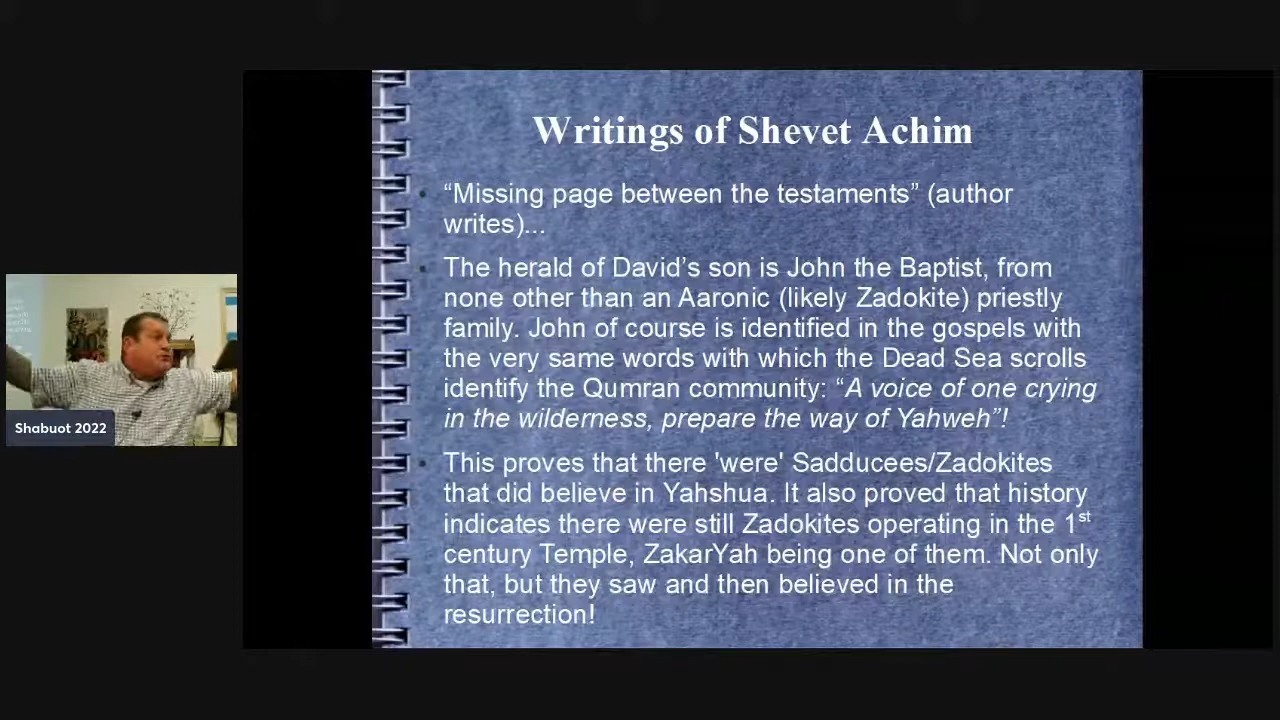 Writings of Shevet Achim
“Missing page between the testaments” (author
writes)...
The herald of David’s son is John the Baptist, from
none other than an Aaronic (likely Zadokite) priestly
family. John of course is identified in the gospels with
the very same words with which the Dead Sea scrolls
identify the Qumran community: “A voice of one crying
in the wilderness, prepare the way of Yahweh”!
This proves that there 'were' Sadducees/Zadokites
that did believe in Yahshua. It also proved that history
indicates there were still Zadokites operating in the 1st
century Temple, ZakarYah being one of them. Not only
that, but they saw and then believed in the
resurrection!
Shabuot 2022